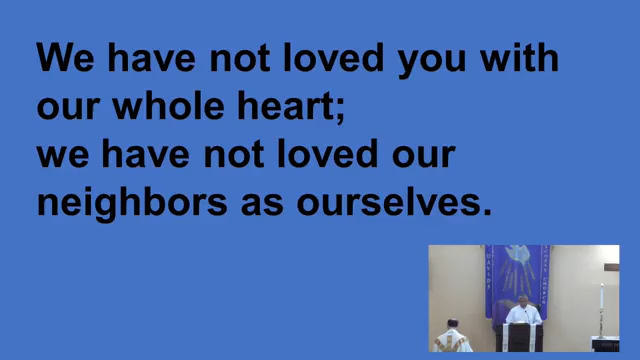 We have not loved you with
our whole heart;
we have not loved our
neighbors as ourselves.